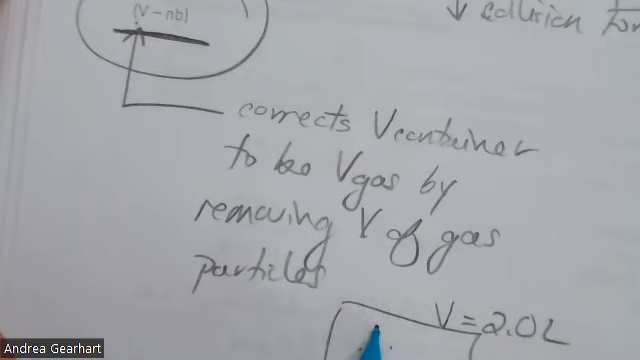 (V – nb)
↓ collision for
corrects Vcontainer
to be Vgas by
removing V of gas
particles
V = 2.0L
Andrea Gearhart